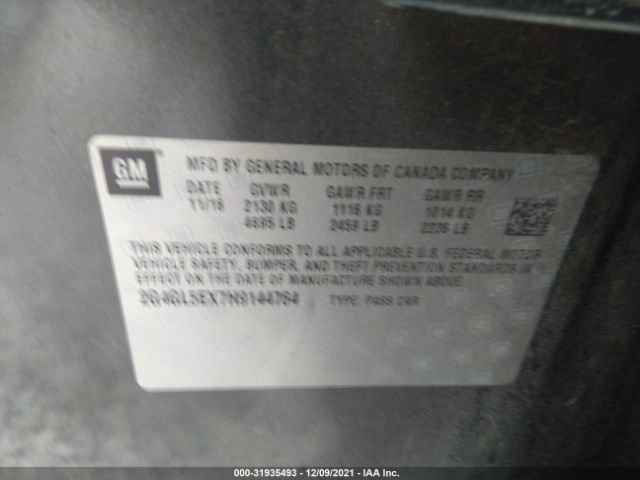 GM
MFD BY GENERAL MOTORS OF CANADA COMPANY
DATE GVWR GAWR FRT GAWR RR
11/16 2130 KG 1116 KG 1014 KG
4695 LB 2459 LB 2236 LB
THIS VEHICLE CONFORMS TO ALL APPLICABLE U.S. FEDERAL MOTOR
VEHICLE SAFETY, BUMPER, AND THEFT PREVENTION STANDARDS IN
EFFECT ON THE DATE OF MANUFACTURE SHOWN ABOVE.
2G4GL5EX7H9144764 TYPE: PASS CAR
000-31935493 - 12/09/2021 - IAA Inc.